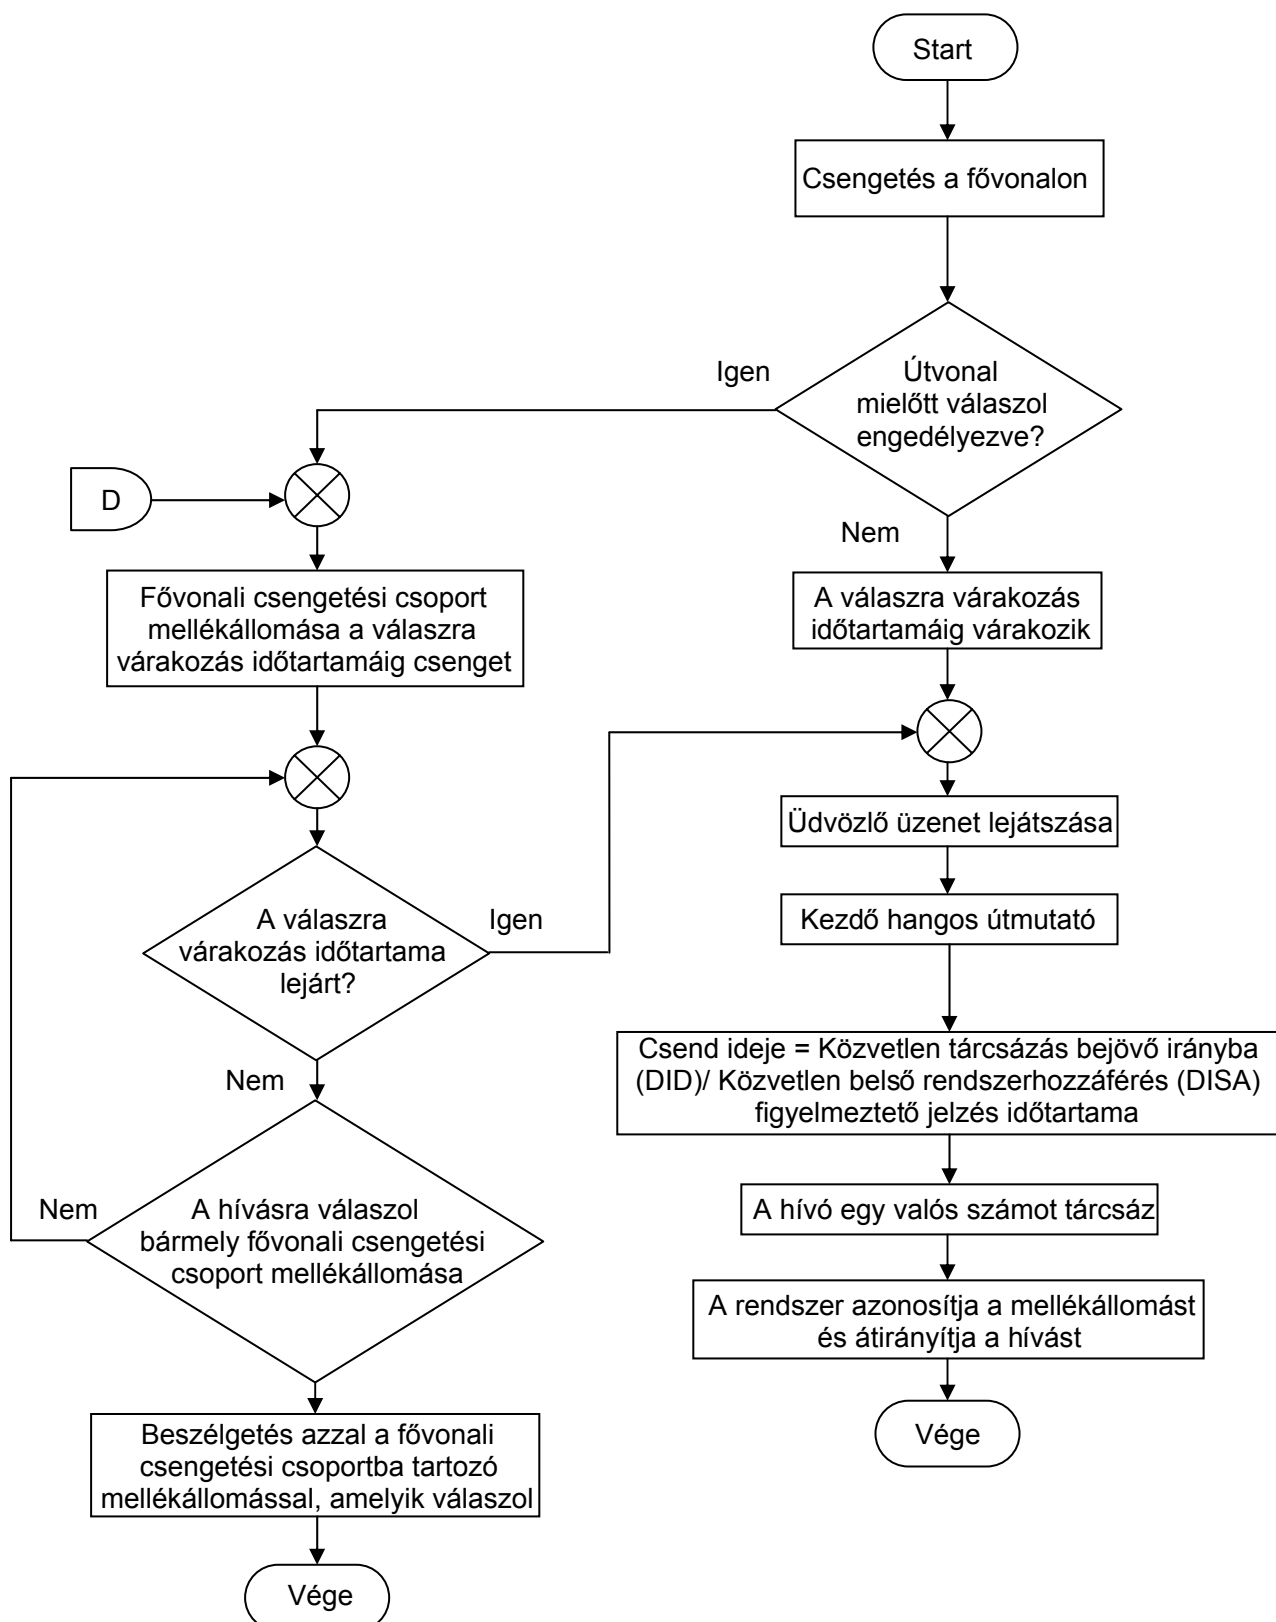 Start
Csengetés a fővonalon
Igen
Útvonal
mielőtt válaszol
engedélyezve?
D
Nem
Fővonali csengetési csoport
mellékállomása a válaszra
várakozás időtartamáig csenget
A válaszra várakozás
időtartamáig várakozik
Üdvözlő üzenet lejátszása
Kezdő hangos útmutató
A válaszra
várakozás időtartama
lejárt?
Igen
Csend ideje = Közvetlen tárcsázás bejövő irányba
(DID)/ Közvetlen belső rendszerhozzáférés (DISA)
figyelmeztető jelzés időtartama
Nem
Nem
A hívásra válaszol
bármely fővonali csengetési
csoport mellékállomása
A hívó egy valós számot tárcsáz
A rendszer azonosítja a mellékállomást
és átirányítja a hívást
Vége
Beszélgetés azzal a fővonali
csengetési csoportba tartozó
mellékállomással, amelyik válaszol
Vége